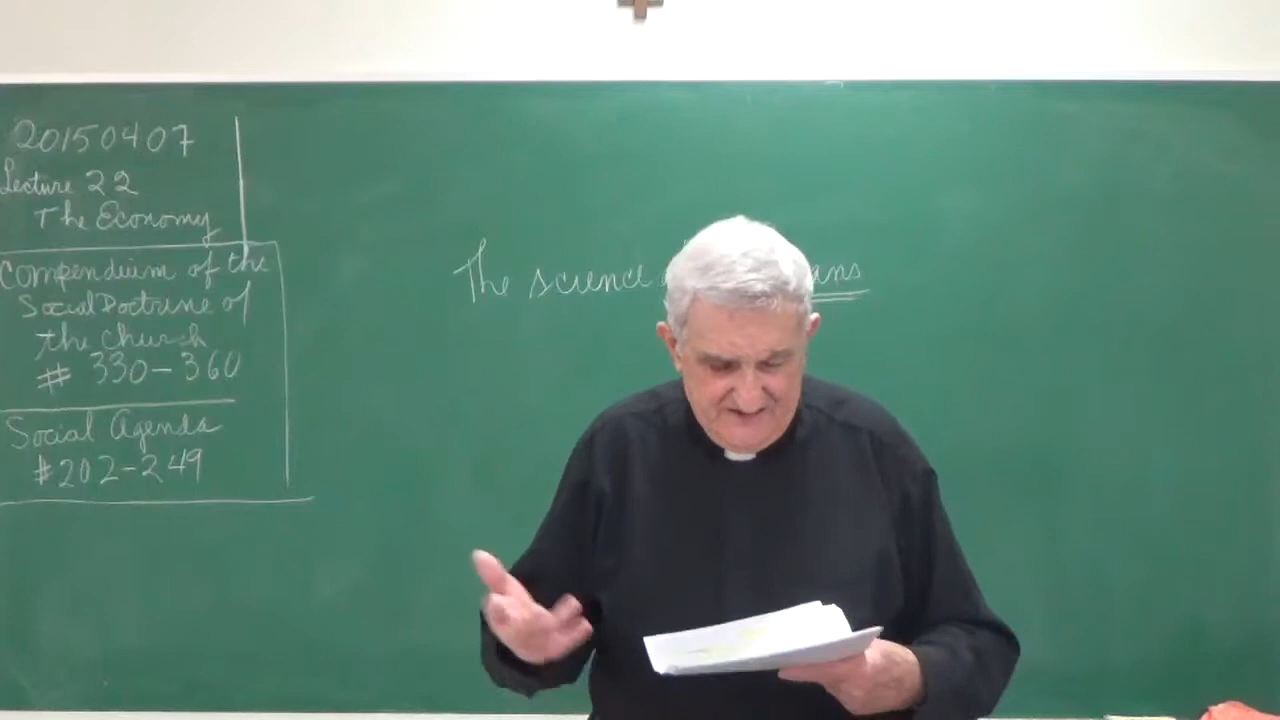 20150407
Lecture 22
The Economy
Compendium of the
Social Doctrine of
the Church
# 330-360
Social Agenda
#202-249
The science